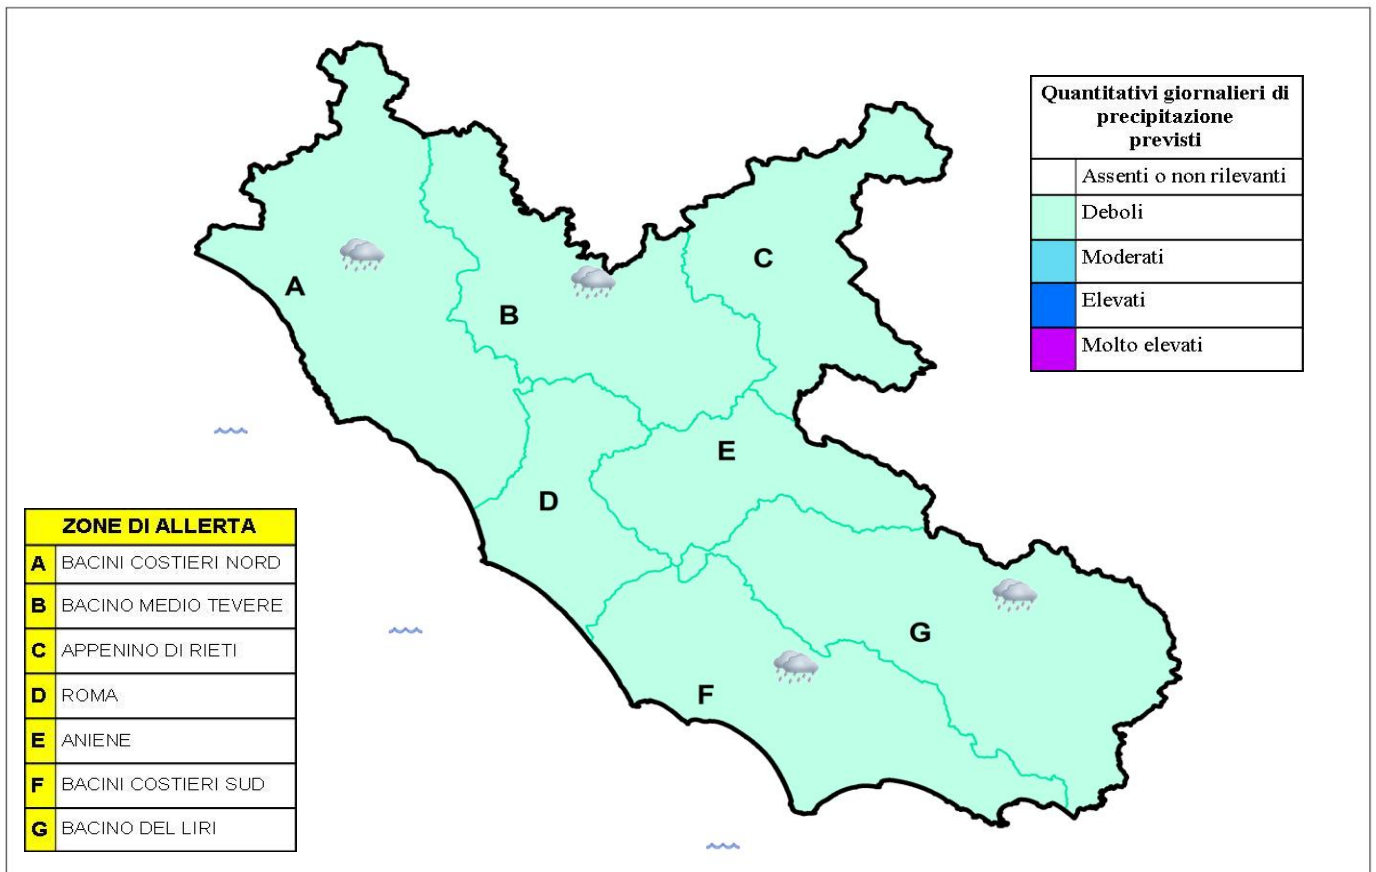 Quantitativi giornalieri di
precipitazione
previsti
Assenti o non rilevanti
Deboli
Moderati
Elevati
Molto elevati
A
B
C
D
E
F
G
ZONE DI ALLERTA
A BACINI COSTIERI NORD
B BACINO MEDIO TEVERE
C APPENINO DI RIETI
D ROMA
E ANIENE
F BACINI COSTIERI SUD
G BACINO DEL LIRI